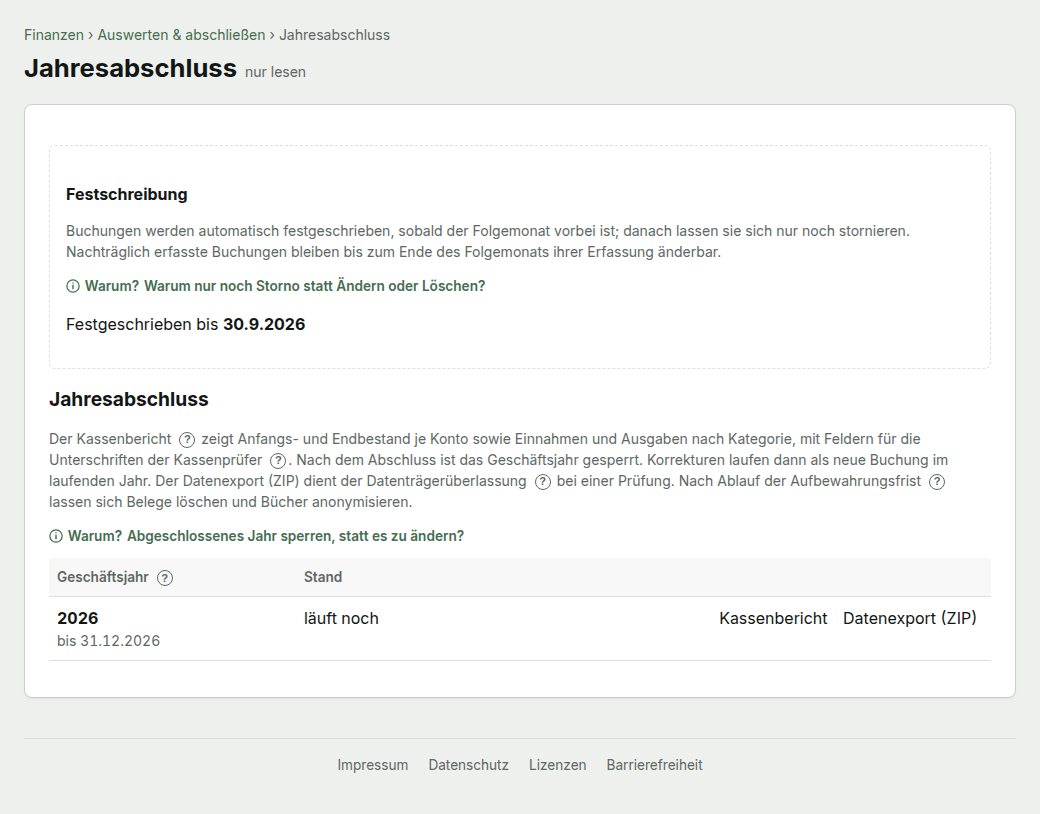 Finanzen › Auswerten & abschließen › Jahresabschluss
Jahresabschluss nur lesen
Festschreibung
Buchungen werden automatisch festgeschrieben, sobald der Folgemonat vorbei ist; danach lassen sie sich nur noch stornieren.
Nachträglich erfasste Buchungen bleiben bis zum Ende des Folgemonats ihrer Erfassung änderbar.
Warum? Warum nur noch Storno statt Ändern oder Löschen?
Festgeschrieben bis 30.9.2026
Jahresabschluss
Der Kassenbericht ? zeigt Anfangs- und Endbestand je Konto sowie Einnahmen und Ausgaben nach Kategorie, mit Feldern für die
Unterschriften der Kassenprüfer ?. Nach dem Abschluss ist das Geschäftsjahr gesperrt. Korrekturen laufen dann als neue Buchung im
laufenden Jahr. Der Datenexport (ZIP) dient der Datenträgerüberlassung ? bei einer Prüfung. Nach Ablauf der Aufbewahrungsfrist ?
lassen sich Belege löschen und Bücher anonymisieren.
Warum? Abgeschlossenes Jahr sperren, statt es zu ändern?
Geschäftsjahr ? Stand
2026 läuft noch Kassenbericht Datenexport (ZIP)
bis 31.12.2026
Impressum Datenschutz Lizenzen Barrierefreiheit